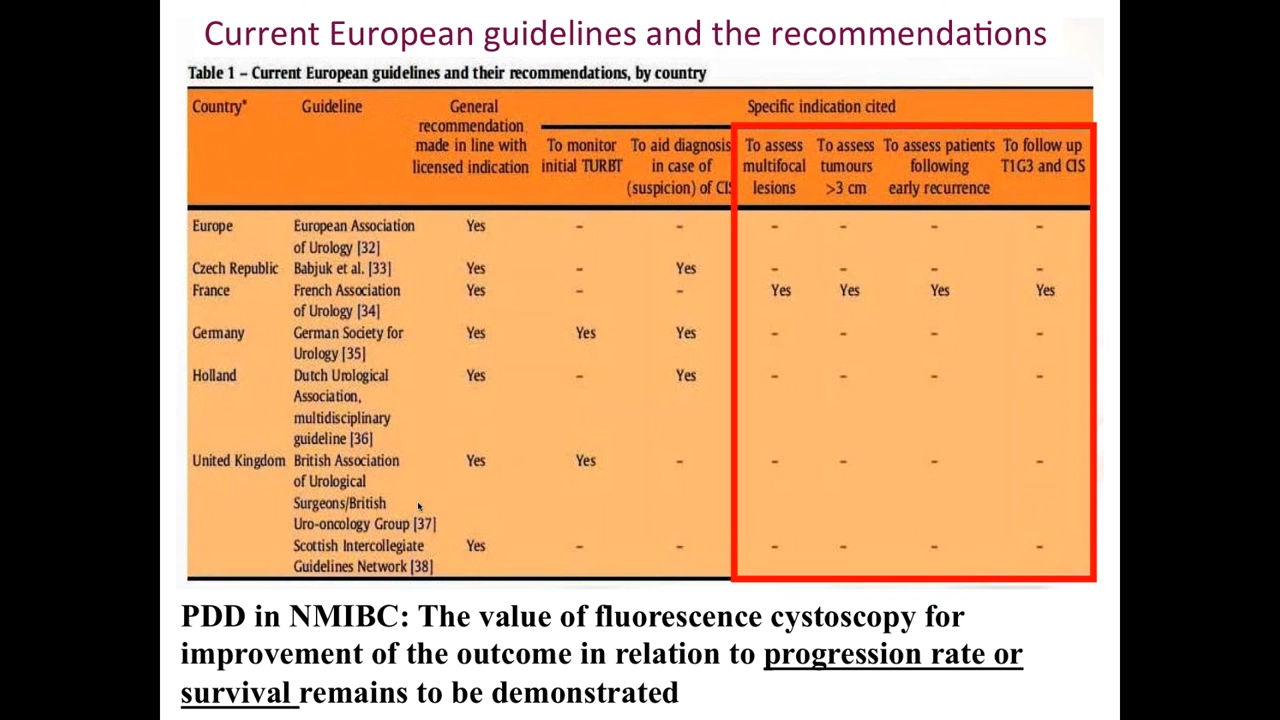 Current European guidelines and the recommendations
Table 1 – Current European guidelines and their recommendations, by country
Country* Guideline General recommendation made in line with licensed indication Specific indication cited
To monitor initial TURBT To aid diagnosis in case of (suspicion) of CIS To assess multifocal lesions To assess tumours >3 cm To assess patients following early recurrence To follow up T1G3 and CIS
Europe European Association Yes – – – – – –
of Urology [32]
Czech Republic Babjuk et al. [33] Yes – Yes – – – –
France French Association Yes – – Yes Yes Yes Yes
of Urology [34]
Germany German Society for Yes Yes Yes – – – –
Urology [35]
Holland Dutch Urological Yes – Yes – – – –
Association,
multidisciplinary
guideline [36]
United Kingdom British Association Yes Yes – – – – –
of Urological
Surgeons/British
Uro-oncology Group [37]
Scottish Intercollegiate Yes – – – – – –
Guidelines Network [38]
PDD in NMIBC: The value of fluorescence cystoscopy for
improvement of the outcome in relation to progression rate or
survival remains to be demonstrated